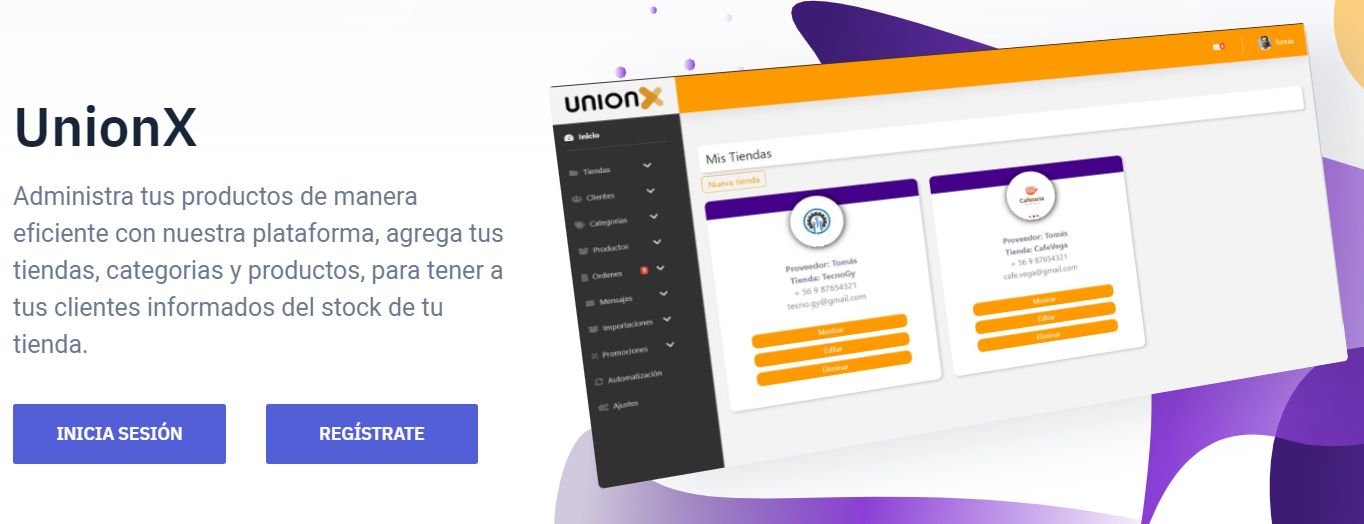 UnionX
Administra tus productos de manera
eficiente con nuestra plataforma, agrega tus
tiendas, categorias y productos, para tener a
tus clientes informados del stock de tu
tienda.
INICIA SESIÓN
REGÍSTRATE
UNIONX
Tomás
Inicio
Tiendas
Clientes
Categorias
Productos
Ordenes
Mensajes
Importaciones
Promociones
Automatización
Ajustes
Mis Tiendas
Nueva tienda
Proveedor: Tomás
Tienda: TecnoGy
+ 56 9 87654321
tecno.gy@gmail.com
Mostrar
Editar
Eliminar
Cafetería
Proveedor: Tomás
Tienda: CafeVega
+ 56 9 87654321
cafe.vega@gmail.com
Mostrar
Editar
Eliminar